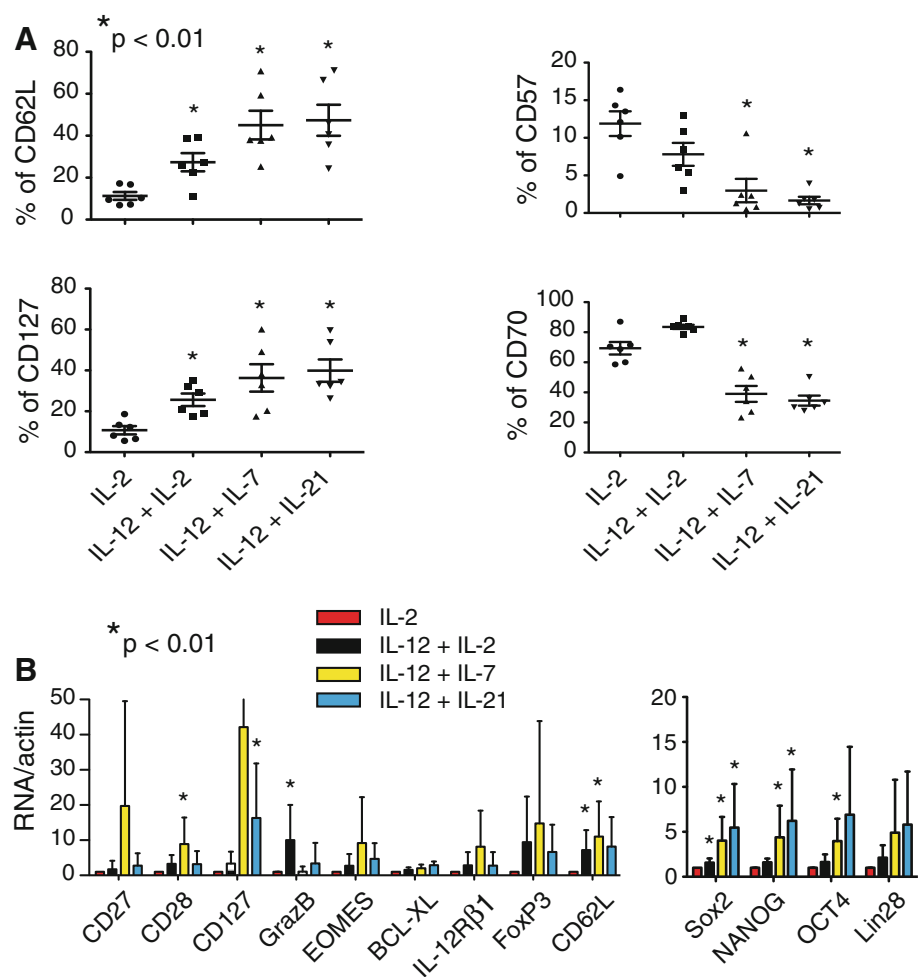 A
* p < 0.01
% of CD62L
80
60
40
20
0
* * *
% of CD57
20
15
10
5
0
* *
% of CD127
80
60
40
20
0
* * *
IL-2
IL-12 + IL-2
IL-12 + IL-7
IL-12 + IL-21
% of CD70
100
80
60
40
20
0
* *
IL-2
IL-12 + IL-2
IL-12 + IL-7
IL-12 + IL-21
B
* p < 0.01
IL-2
IL-12 + IL-2
IL-12 + IL-7
IL-12 + IL-21
RNA/actin
50
40
30
20
10
0
* * * * *
CD27
CD28
CD127
GrazB
EOMES
BCL-XL
IL-12Rβ1
FoxP3
CD62L
20
15
10
5
0
* * * * * *
Sox2
NANOG
OCT4
Lin28